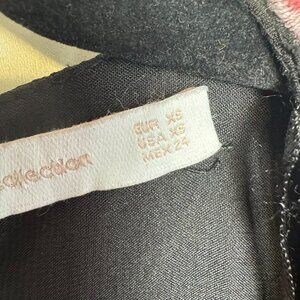 collection
EUR XS
USA XS
MEX 24